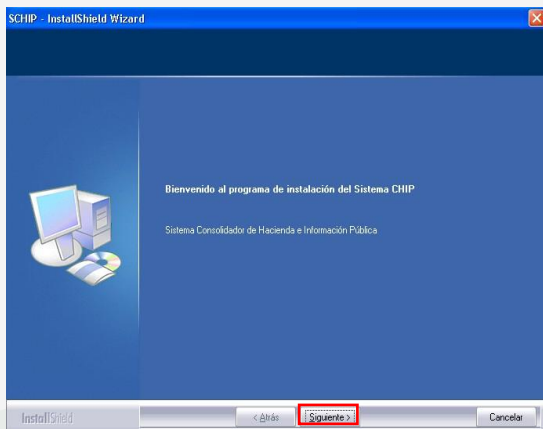 SCHIP - InstallShield Wizard
Bienvenido al programa de instalación del Sistema CHIP
Sistema Consolidador de Hacienda e Información Pública
InstallShield
< Atrás
Siguiente >
Cancelar